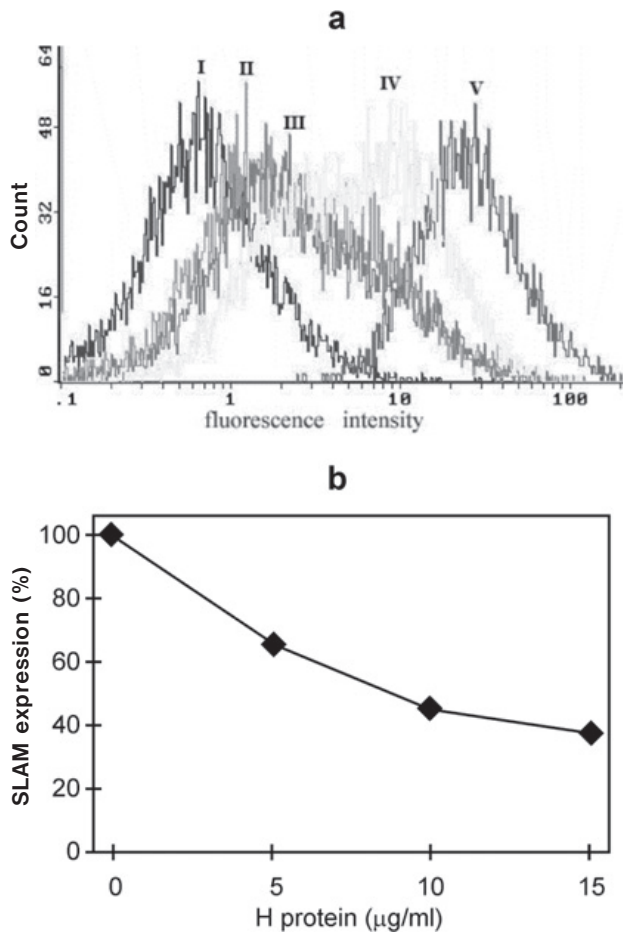 a
64
48
32
16
0
Count
I
II
III
IV
V
.1 1 10 100
fluorescence intensity
b
100
80
60
40
20
0
SLAM expression (%)
0 5 10 15
H protein (μg/ml)